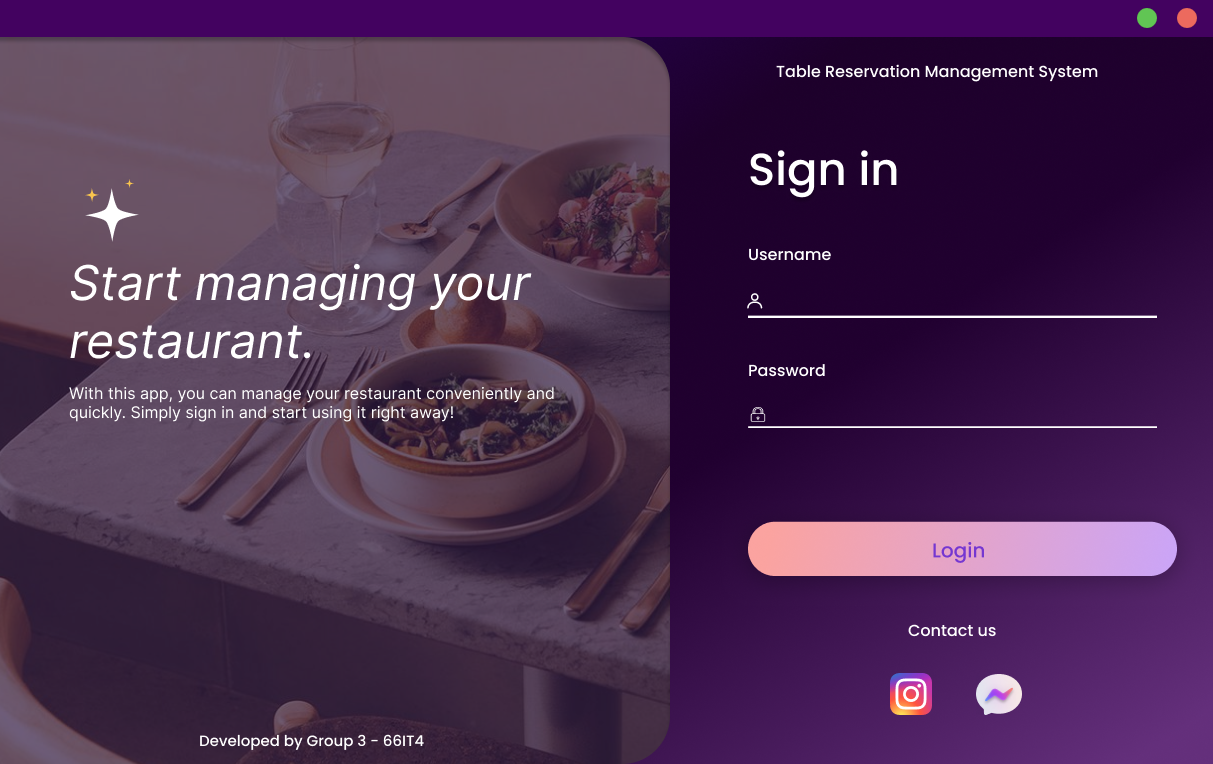 Table Reservation Management System
Sign in
Username
Password
Login
Contact us
Start managing your
restaurant.
With this app, you can manage your restaurant conveniently and
quickly. Simply sign in and start using it right away!
Developed by Group 3 - 66IT4